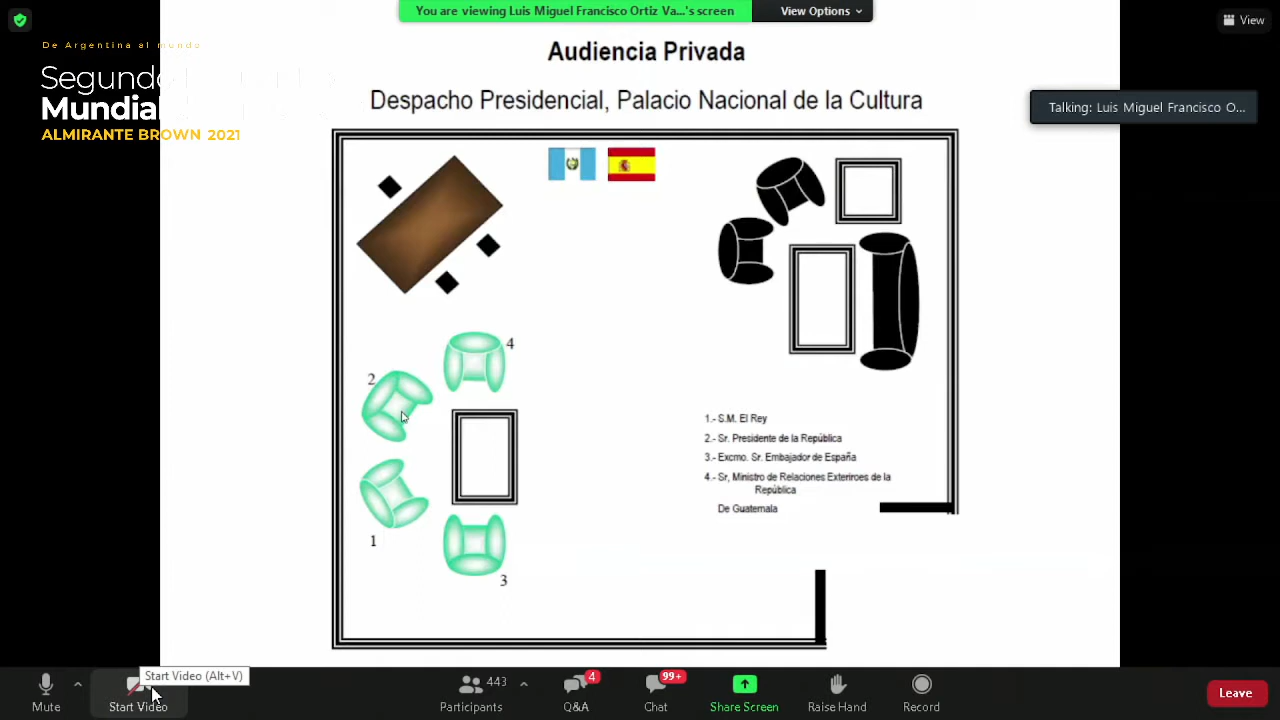 You are viewing Luis Miguel Francisco Ortiz Va...'s screen
View Options
View
De Argentina al mundo
Segundo
Mundial
ALMIRANTE BROWN 2021
Audiencia Privada
Despacho Presidencial, Palacio Nacional de la Cultura
Talking: Luis Miguel Francisco O...
4
2
1
3
1.- S.M. El Rey
2.- Sr. Presidente de la República
3.- Excmo. Sr. Embajador de España
4.- Sr, Ministro de Relaciones Exteriroes de la
República
De Guatemala
Start Video (Alt+V)
Mute
Start Video
443
Participants
4
Q&A
99+
Chat
Share Screen
Raise Hand
Record
Leave